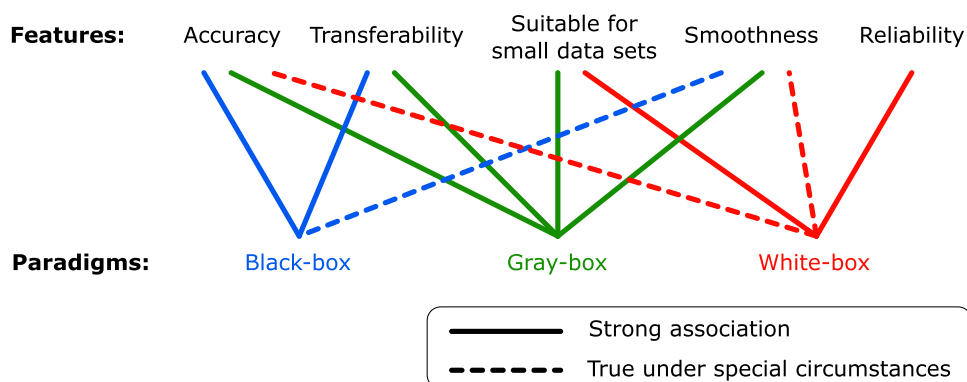 Features: Accuracy Transferability Suitable for small data sets Smoothness Reliability
Paradigms: Black-box Gray-box White-box
Strong association
True under special circumstances